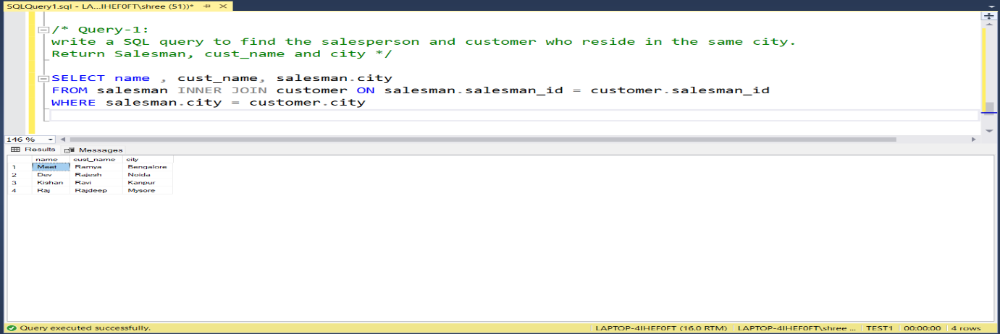 SQLQuery1.sql - LA...IHEF0FT\shree (51))*
/* Query-1:
write a SQL query to find the salesperson and customer who reside in the same city.
Return Salesman, cust_name and city */
SELECT name , cust_name, salesman.city
FROM salesman INNER JOIN customer ON salesman.salesman_id = customer.salesman_id
WHERE salesman.city = customer.city
146 %
Results Messages
name cust_name city
1 Meet Ramya Bengalore
2 Dev Rajesh Noida
3 Kishan Ravi Kanpur
4 Raj Rajdeep Mysore
Query executed successfully. LAPTOP-4IHEF0FT (16.0 RTM) LAPTOP-4IHEF0FT\shree ... TEST1 00:00:00 4 rows